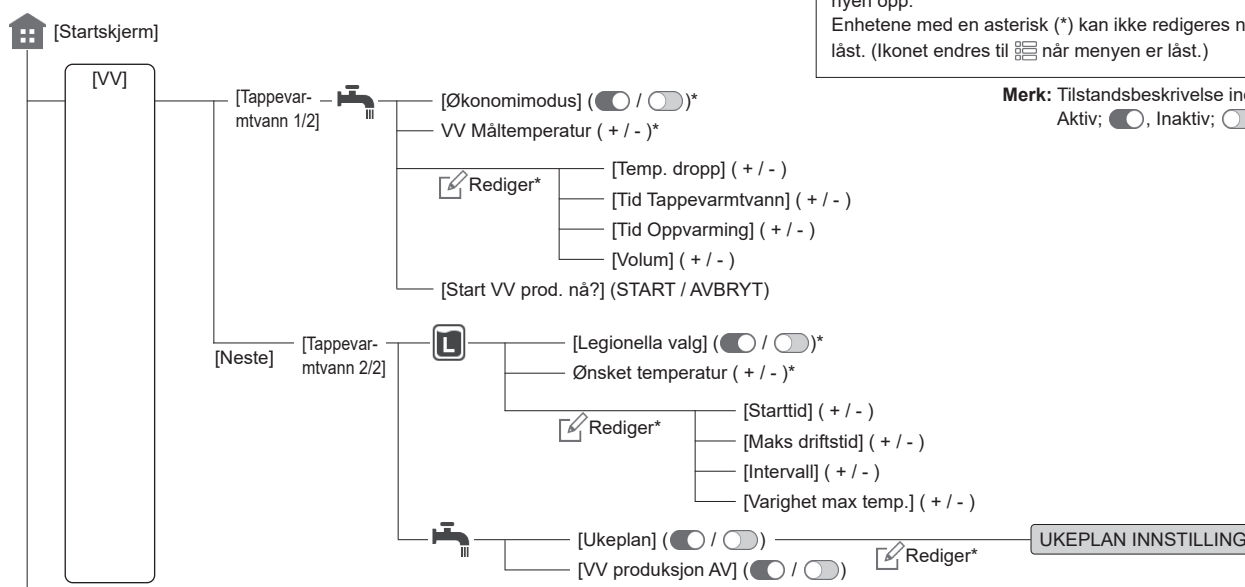 nyen opp.
Enhetene med en asterisk (*) kan ikke redigeres
låst. (Ikonet endres til når menyen er låst.)
Merk: Tilstandsbeskrivelse
Aktiv; , Inaktiv;
[Startskjerm]
[VV]
[Tappevar-
mtvann 1/2]
[Økonomimodus] ( / )*
VV Måltemperatur ( + / - )*
Rediger*
[Temp. dropp] ( + / - )
[Tid Tappevarmtvann] ( + / - )
[Tid Oppvarming] ( + / - )
[Volum] ( + / - )
[Start VV prod. nå?] (START / AVBRYT)
[Neste]
[Tappevar-
mtvann 2/2]
L
[Legionella valg] ( / )*
Ønsket temperatur ( + / - )*
Rediger*
[Starttid] ( + / - )
[Maks driftstid] ( + / - )
[Intervall] ( + / - )
[Varighet max temp.] ( + / - )
[Ukeplan] ( / )
Rediger*
UKEPLAN INNSTILLING
[VV produksjon AV] ( / )